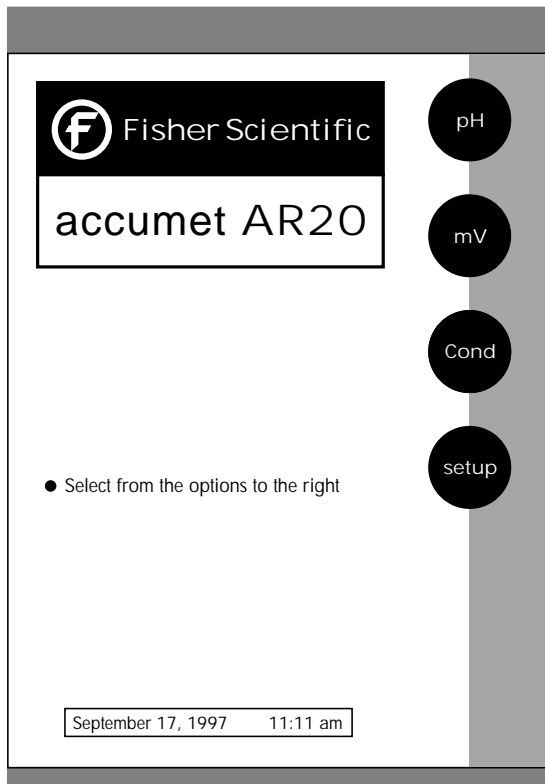 Fisher Scientific
accumet AR20
pH
mV
Cond
setup
● Select from the options to the right
September 17, 1997 11:11 am